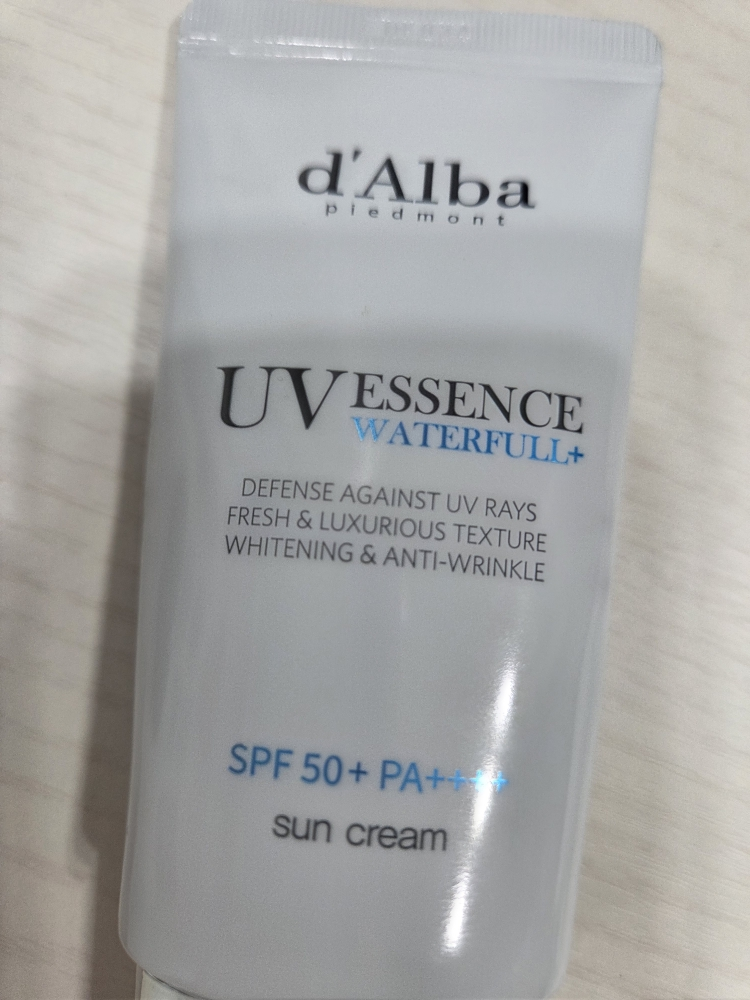 d'Alba
piedmont
UV ESSENCE
WATERFULL+
DEFENSE AGAINST UV RAYS
FRESH & LUXURIOUS TEXTURE
WHITENING & ANTI-WRINKLE
SPF 50+ PA++++
sun cream